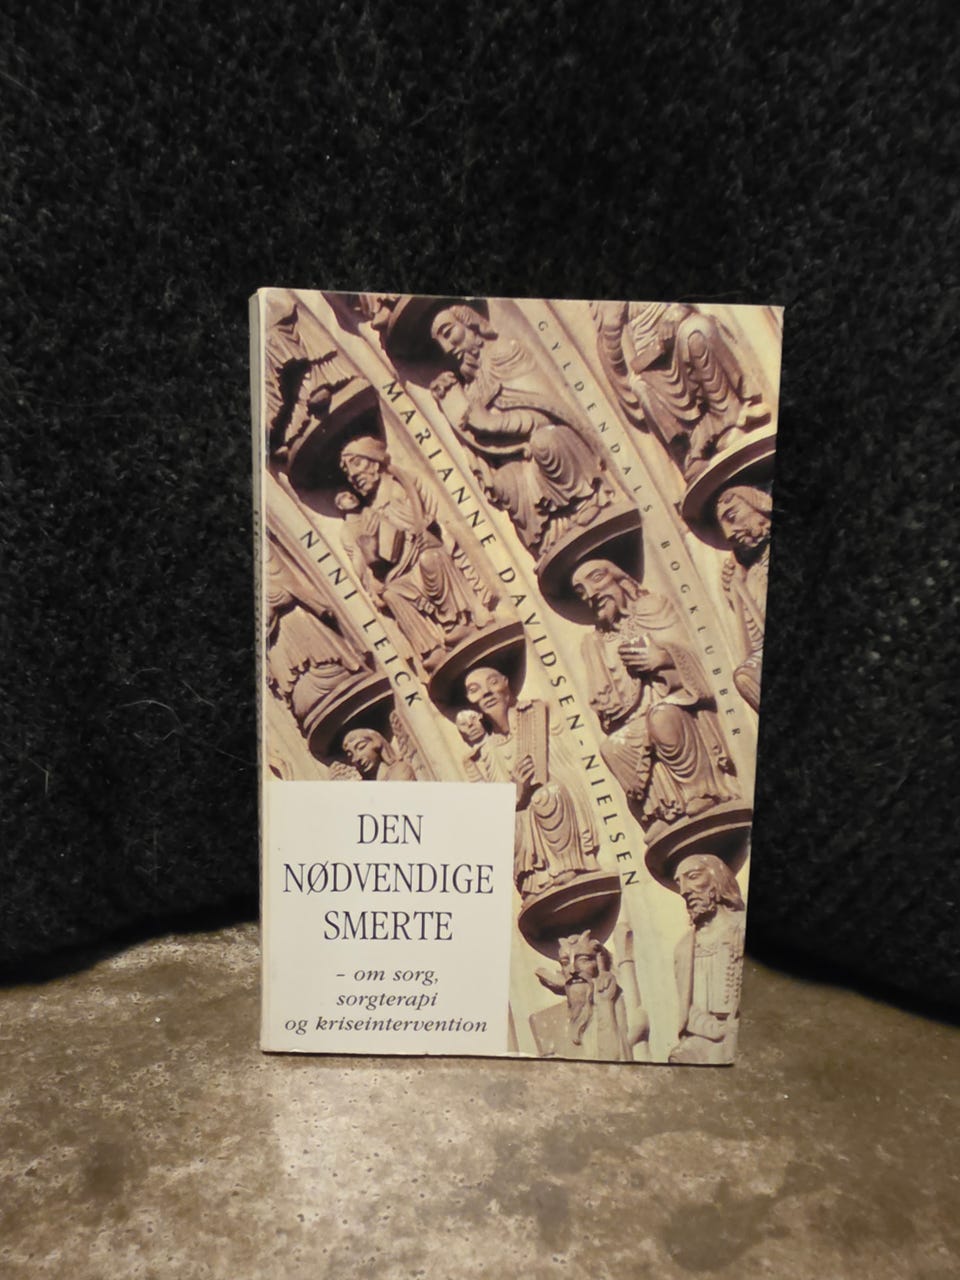 NINI LEICK
MARIANNE DAVIDSEN-NIELSEN
GYLDENDALS BOGKLUBBER
DEN
NØDVENDIGE
SMERTE
– om sorg,
sorgterapi
og kriseintervention